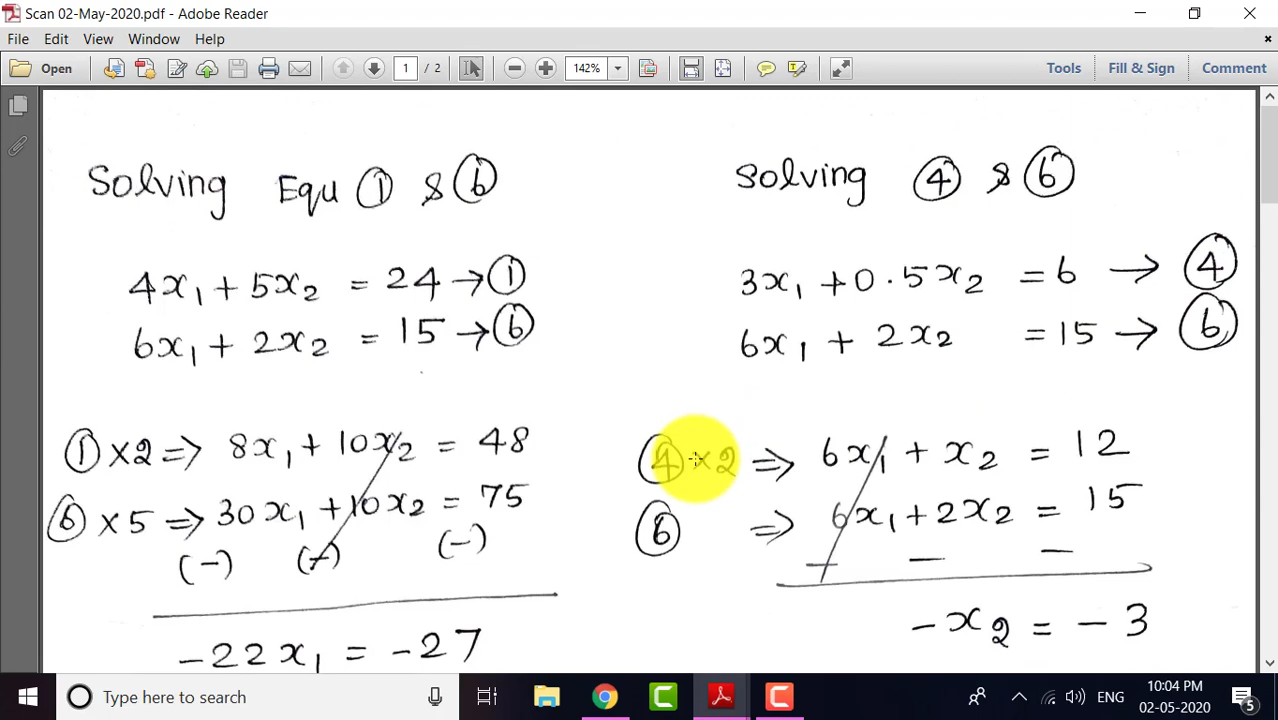 Scan 02-May-2020.pdf - Adobe Reader
File Edit View Window Help
Open 1 / 2 142% Tools Fill & Sign Comment
Solving Equ ① & ⑥
4x₁ + 5x₂ = 24 → ①
6x₁ + 2x₂ = 15 → ⑥
① ×2 ⇒ 8x₁ + 10x₂ = 48
⑥ ×5 ⇒ 30x₁ + 10x₂ = 75
(-) (-) (-)
-22x₁ = -27
Solving ④ & ⑥
3x₁ + 0.5x₂ = 6 → ④
6x₁ + 2x₂ = 15 → ⑥
④ ×2 ⇒ 6x₁ + x₂ = 12
⑥ ⇒ 6x₁ + 2x₂ = 15
- - -
-x₂ = -3
Type here to search
ENG
10:04 PM
02-05-2020
5